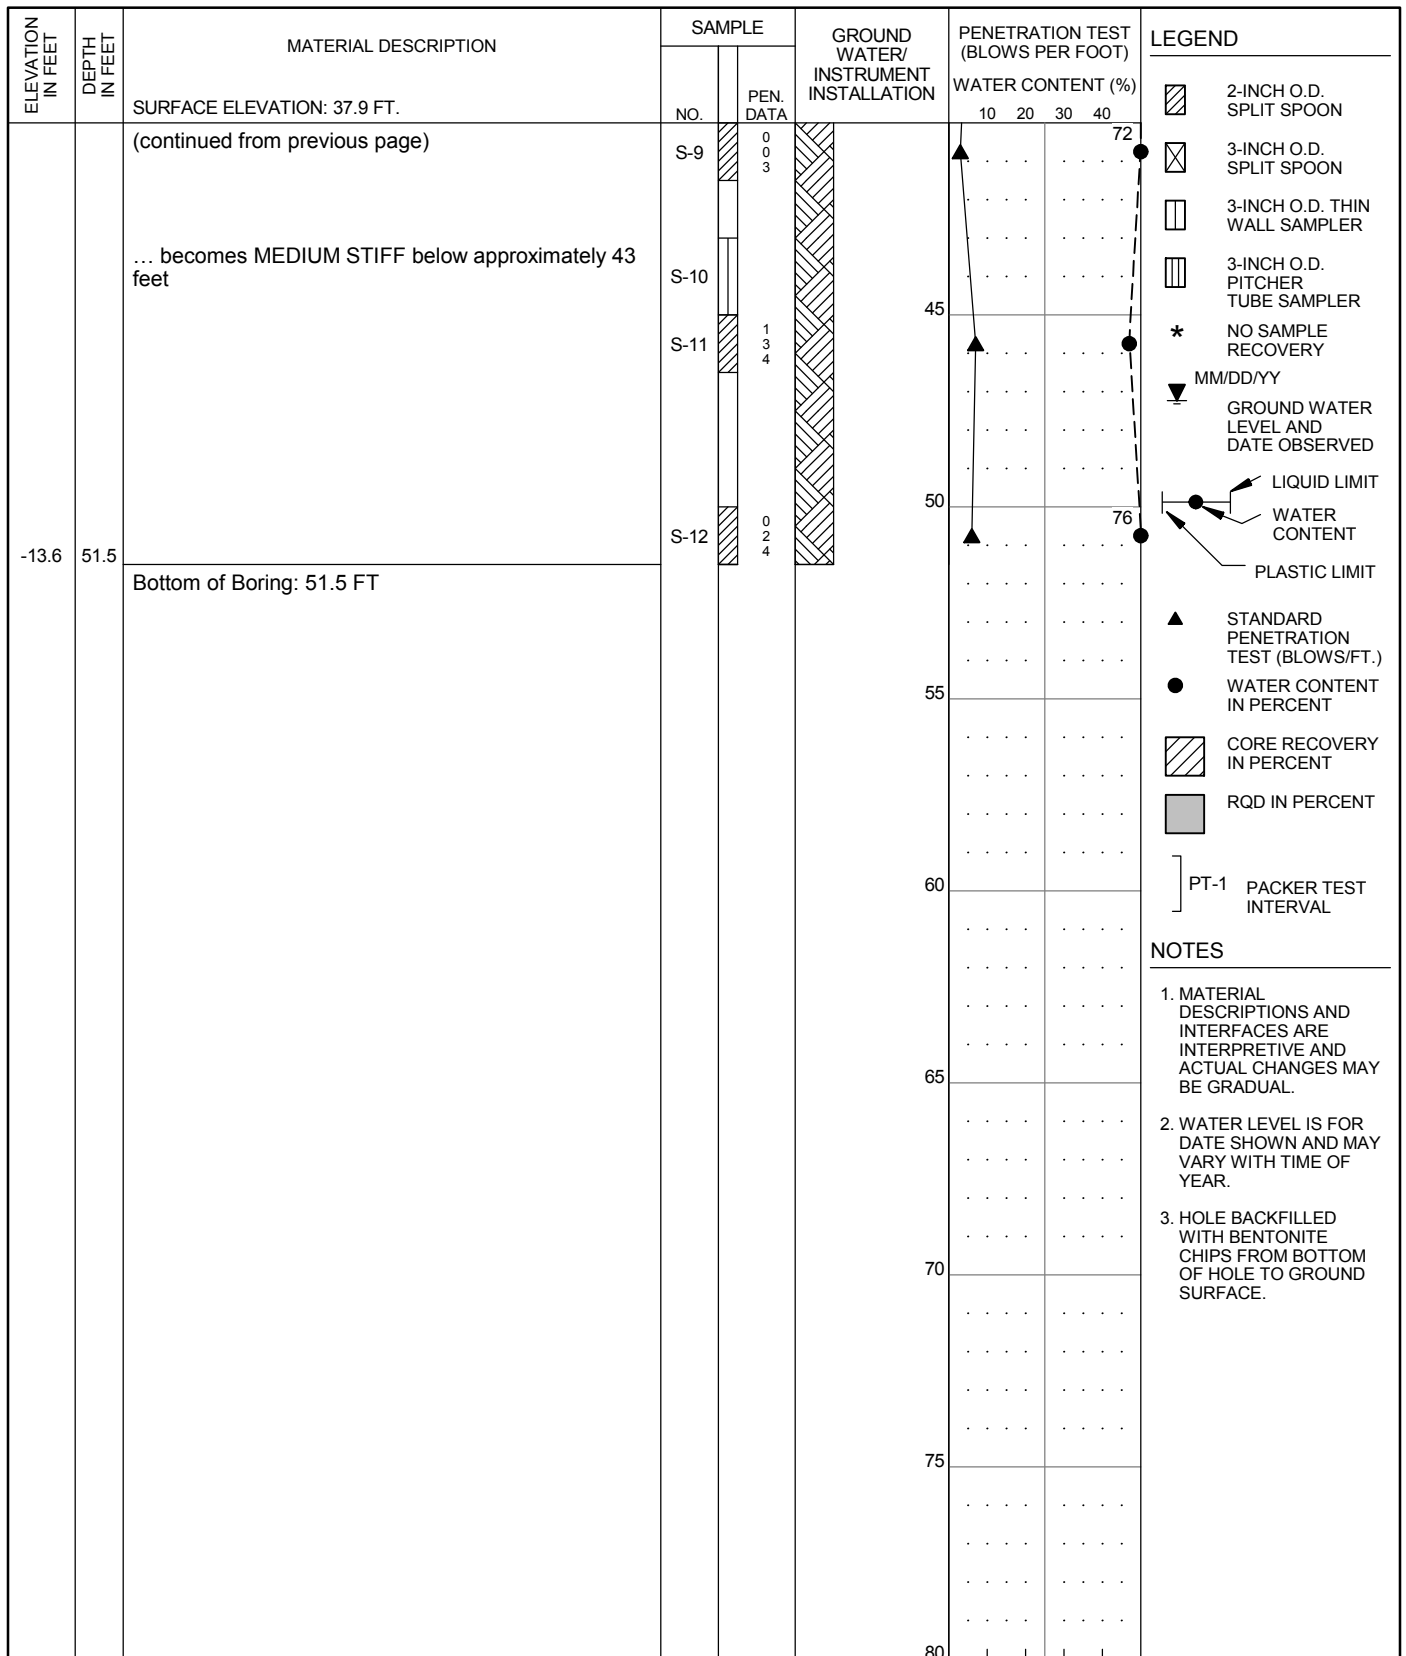 ELEVATION
IN FEET
DEPTH
IN FEET
MATERIAL DESCRIPTION
SURFACE ELEVATION: 37.9 FT.
SAMPLE
NO.
PEN.
DATA
GROUND
WATER/
INSTRUMENT
INSTALLATION
PENETRATION TEST
(BLOWS PER FOOT)
WATER CONTENT (%)
10 20 30 40
(continued from previous page)
S-9
0
0
3
72
… becomes MEDIUM STIFF below approximately 43
feet
S-10
45
S-11
1
3
4
50
S-12
0
2
4
76
-13.6 51.5
Bottom of Boring: 51.5 FT
55
60
65
70
75
80
LEGEND
2-INCH O.D.
SPLIT SPOON
3-INCH O.D.
SPLIT SPOON
3-INCH O.D. THIN
WALL SAMPLER
3-INCH O.D.
PITCHER
TUBE SAMPLER
* NO SAMPLE
RECOVERY
MM/DD/YY
GROUND WATER
LEVEL AND
DATE OBSERVED
LIQUID LIMIT
WATER
CONTENT
PLASTIC LIMIT
STANDARD
PENETRATION
TEST (BLOWS/FT.)
WATER CONTENT
IN PERCENT
CORE RECOVERY
IN PERCENT
RQD IN PERCENT
PT-1 PACKER TEST
INTERVAL
NOTES
1. MATERIAL
DESCRIPTIONS AND
INTERFACES ARE
INTERPRETIVE AND
ACTUAL CHANGES MAY
BE GRADUAL.
2. WATER LEVEL IS FOR
DATE SHOWN AND MAY
VARY WITH TIME OF
YEAR.
3. HOLE BACKFILLED
WITH BENTONITE
CHIPS FROM BOTTOM
OF HOLE TO GROUND
SURFACE.